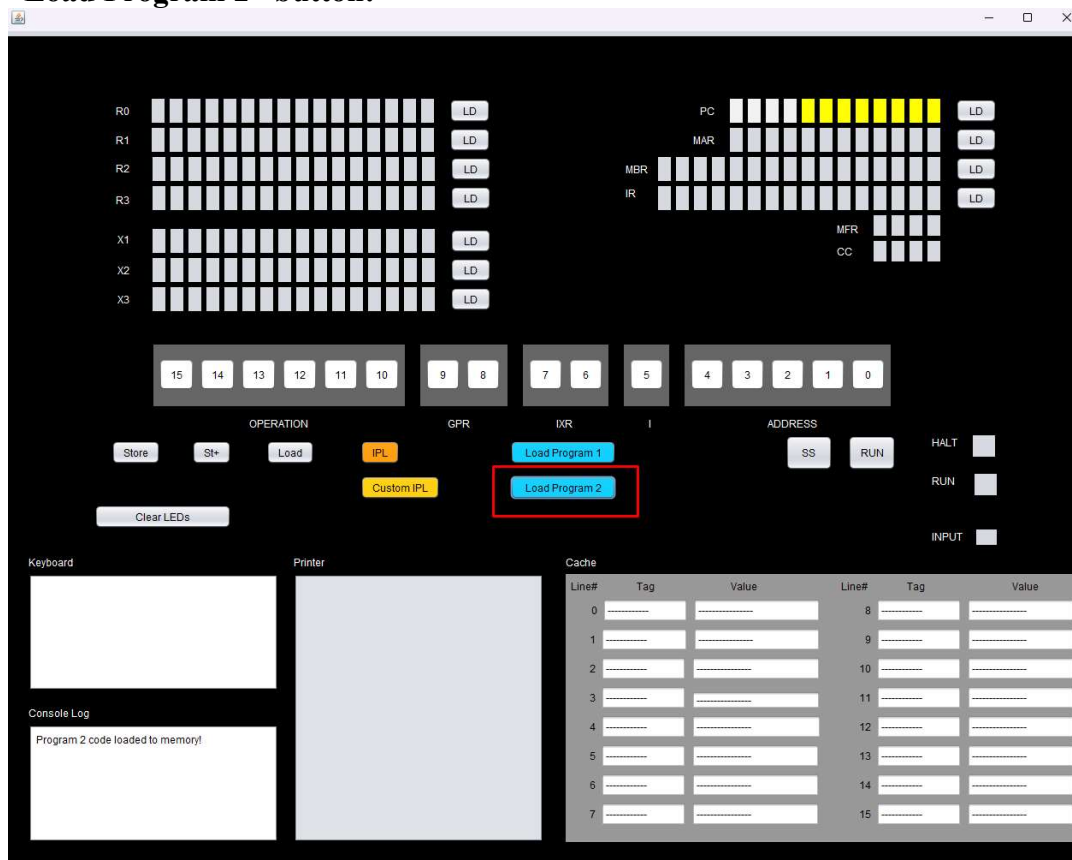 "Load Program 2" button.
R0 LD PC LD
R1 LD MAR LD
R2 LD MBR LD
R3 LD IR LD
X1 LD MFR
X2 LD CC
X3 LD
15 14 13 12 11 10 9 8 7 6 5 4 3 2 1 0
OPERATION GPR IXR I ADDRESS
Store St+ Load IPL Load Program 1 SS RUN HALT
Custom IPL Load Program 2 RUN
Clear LEDs
INPUT
Keyboard Printer Cache
Line# Tag Value Line# Tag Value
0 ------------ ---------------- 8 ------------ ----------------
1 ------------ ---------------- 9 ------------ ----------------
2 ------------ ---------------- 10 ------------ ----------------
3 ------------ ---------------- 11 ------------ ----------------
4 ------------ ---------------- 12 ------------ ----------------
5 ------------ ---------------- 13 ------------ ----------------
6 ------------ ---------------- 14 ------------ ----------------
7 ------------ ---------------- 15 ------------ ----------------
Console Log
Program 2 code loaded to memory!